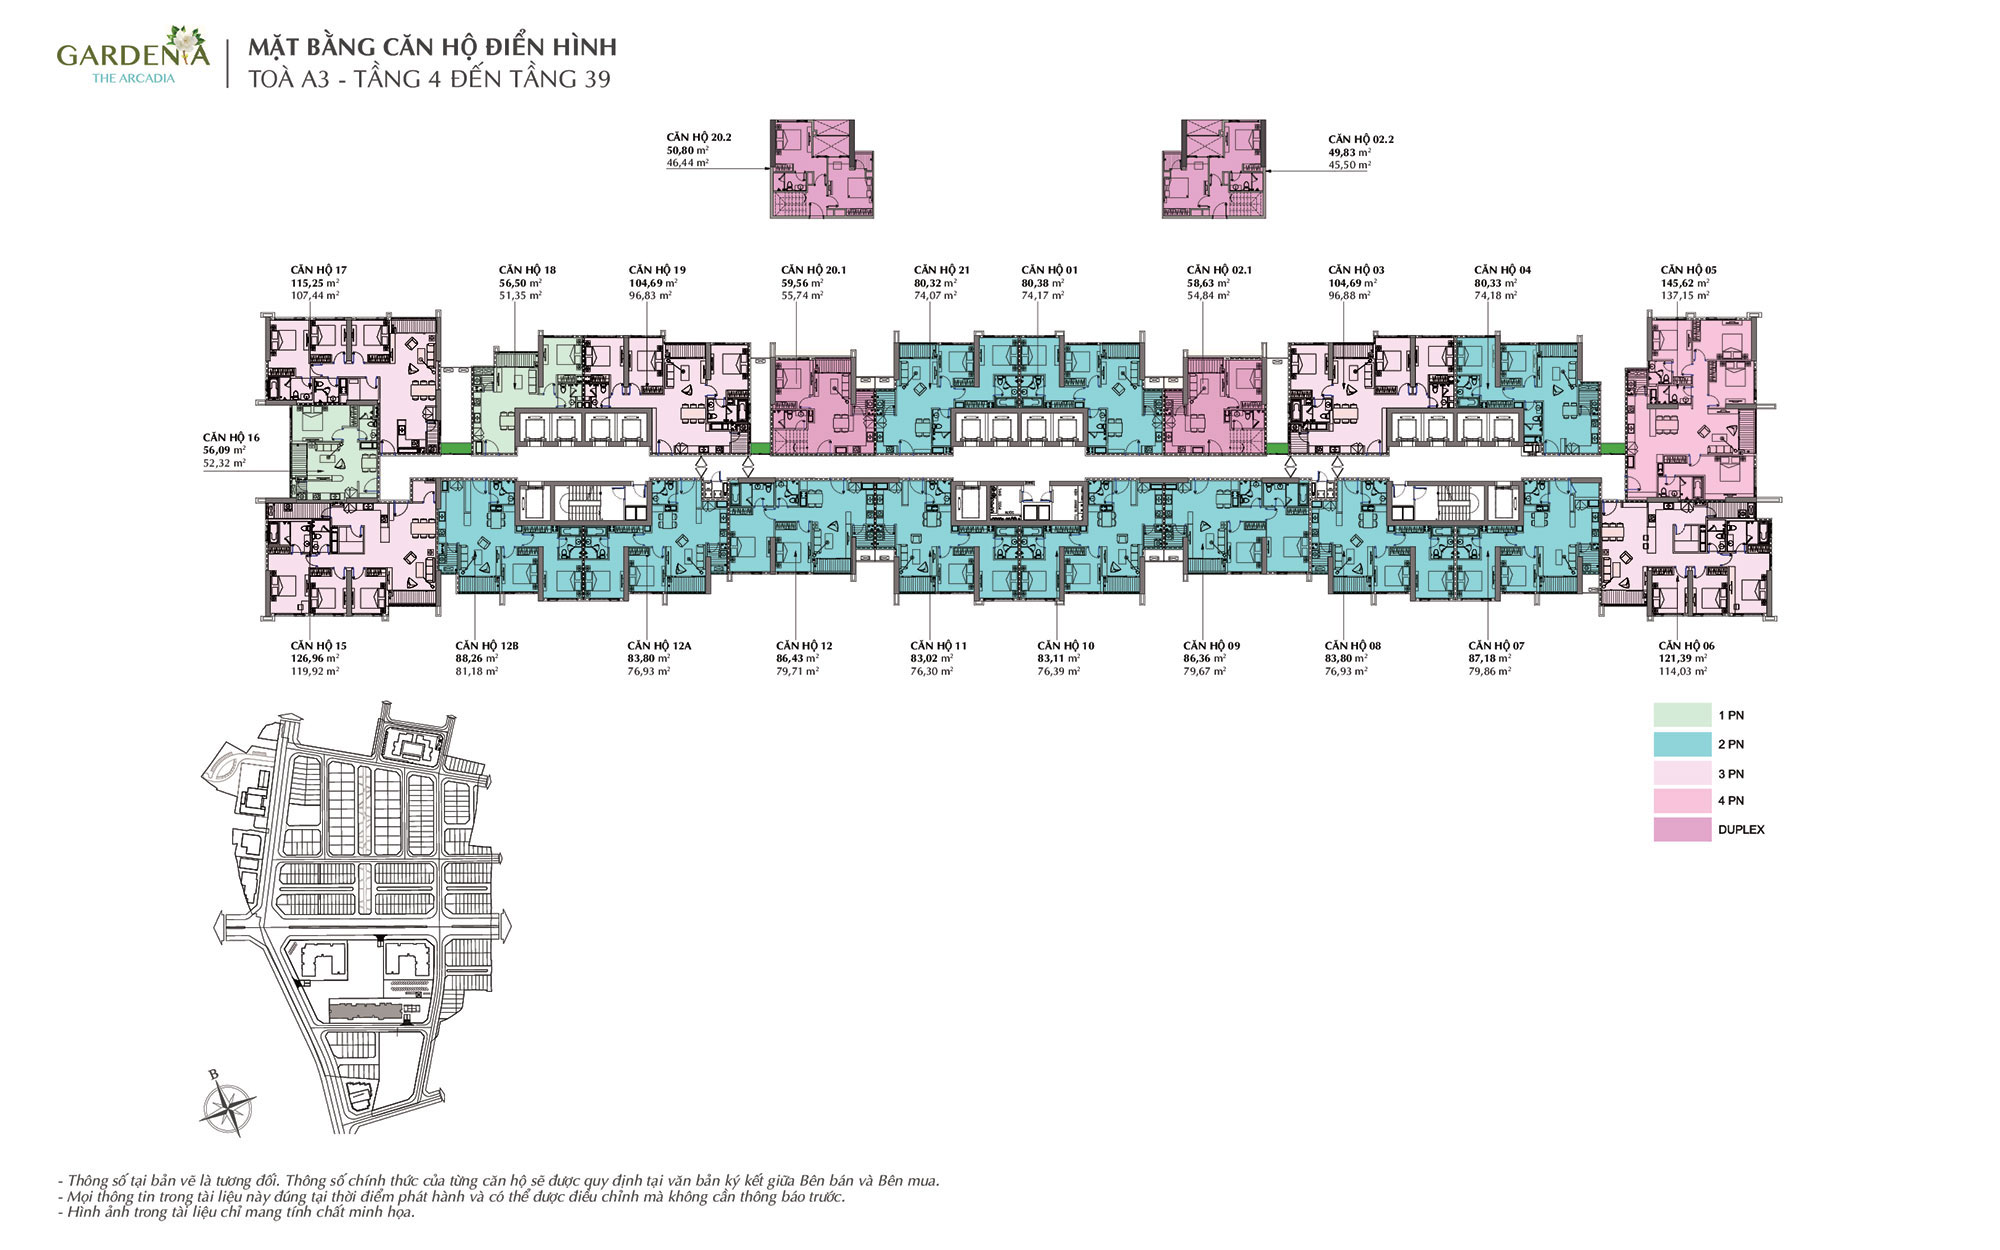 GARDENIA
THE ARCADIA
MẶT BẰNG CĂN HỘ ĐIỂN HÌNH
TOÀ A3 - TẦNG 4 ĐẾN TẦNG 39
CĂN HỘ 20.2
50,80 m²
46,44 m²
CĂN HỘ 02.2
49,83 m²
45,50 m²
CĂN HỘ 17
115,25 m²
107,44 m²
CĂN HỘ 18
56,50 m²
51,35 m²
CĂN HỘ 19
104,69 m²
96,83 m²
CĂN HỘ 20.1
59,56 m²
55,74 m²
CĂN HỘ 21
80,32 m²
74,07 m²
CĂN HỘ 01
80,38 m²
74,17 m²
CĂN HỘ 02.1
58,63 m²
54,84 m²
CĂN HỘ 03
104,69 m²
96,88 m²
CĂN HỘ 04
80,33 m²
74,18 m²
CĂN HỘ 05
145,62 m²
137,15 m²
CĂN HỘ 16
56,09 m²
52,32 m²
CĂN HỘ 15
126,96 m²
119,92 m²
CĂN HỘ 12B
88,26 m²
81,18 m²
CĂN HỘ 12A
83,80 m²
76,93 m²
CĂN HỘ 12
86,43 m²
79,71 m²
CĂN HỘ 11
83,02 m²
76,30 m²
CĂN HỘ 10
83,11 m²
76,39 m²
CĂN HỘ 09
86,36 m²
79,67 m²
CĂN HỘ 08
83,80 m²
76,93 m²
CĂN HỘ 07
87,18 m²
79,86 m²
CĂN HỘ 06
121,39 m²
114,03 m²
1 PN
2 PN
3 PN
4 PN
DUPLEX
B
- Thông số tại bản vẽ là tương đối. Thông số chính thức của từng căn hộ sẽ được quy định tại văn bản ký kết giữa Bên bán và Bên mua.
- Mọi thông tin trong tài liệu này đúng tại thời điểm phát hành và có thể được điều chỉnh mà không cần thông báo trước.
- Hình ảnh trong tài liệu chỉ mang tính chất minh họa.